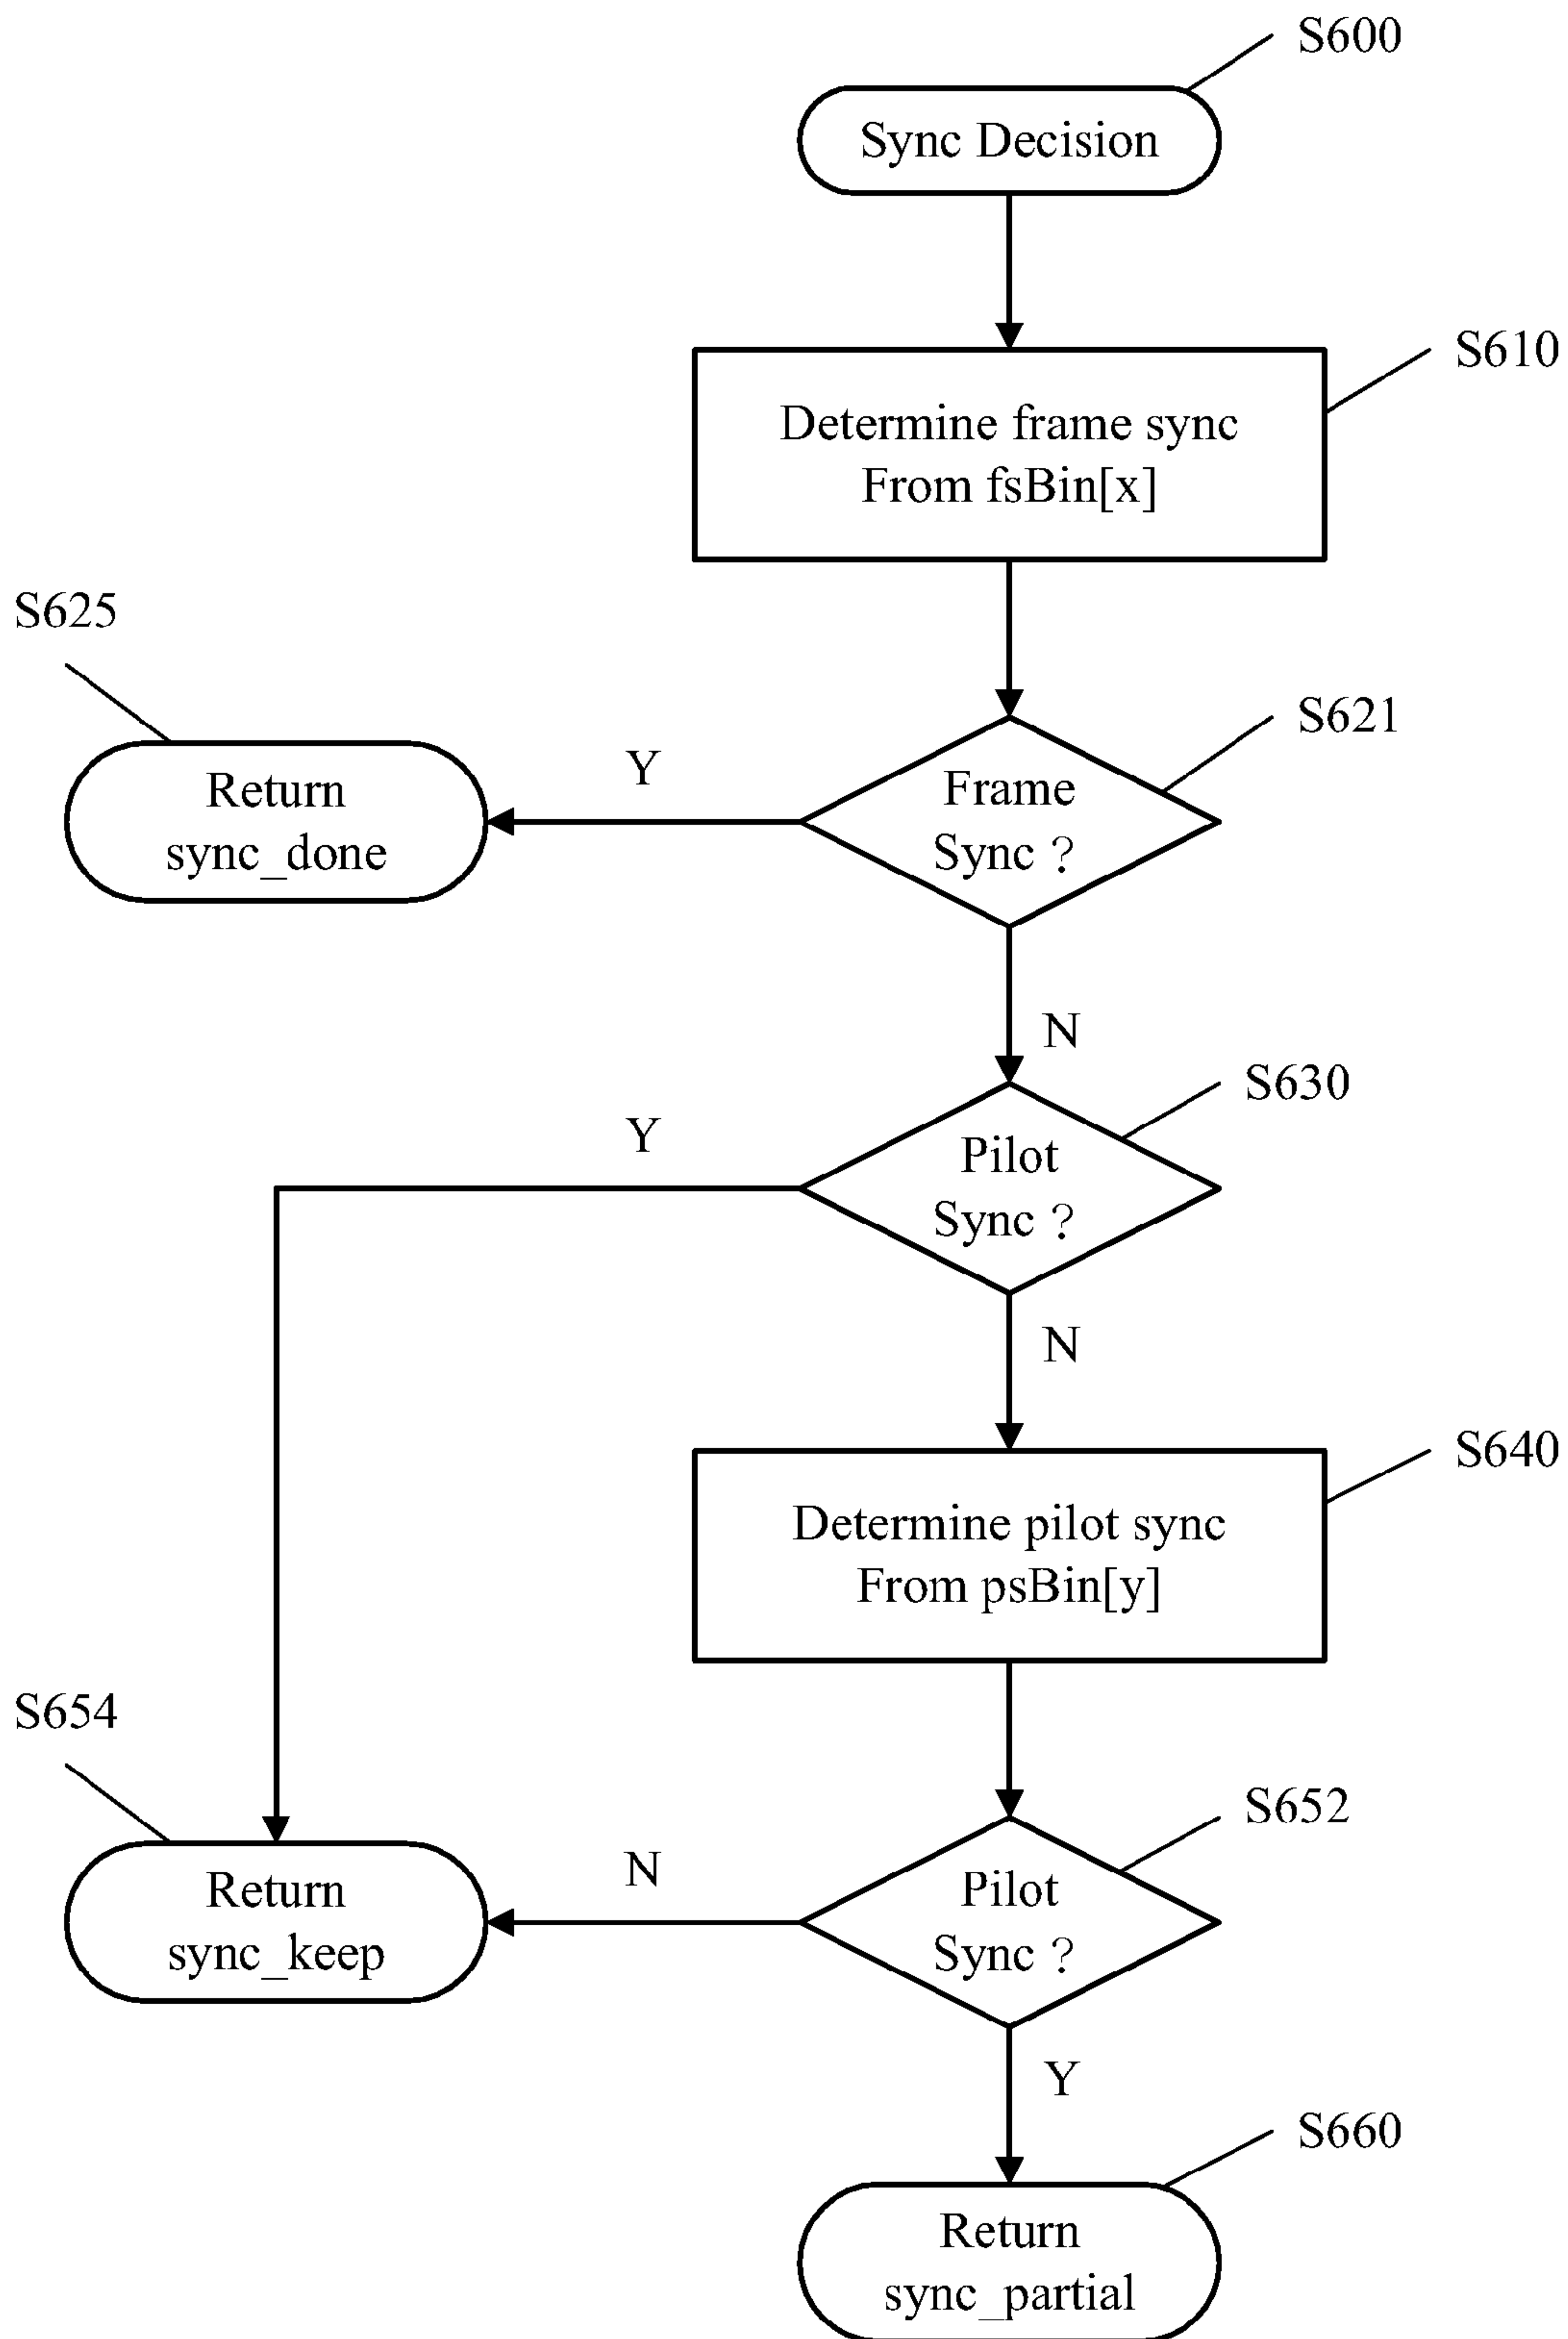 S600
Sync Decision
S610
Determine frame sync
From fsBin[x]
S625
S621
Y
Frame
Sync ?
Return
sync_done
N
S630
Y
Pilot
Sync ?
N
S640
Determine pilot sync
From psBin[y]
S654
S652
N
Pilot
Sync ?
Return
sync_keep
Y
S660
Return
sync_partial